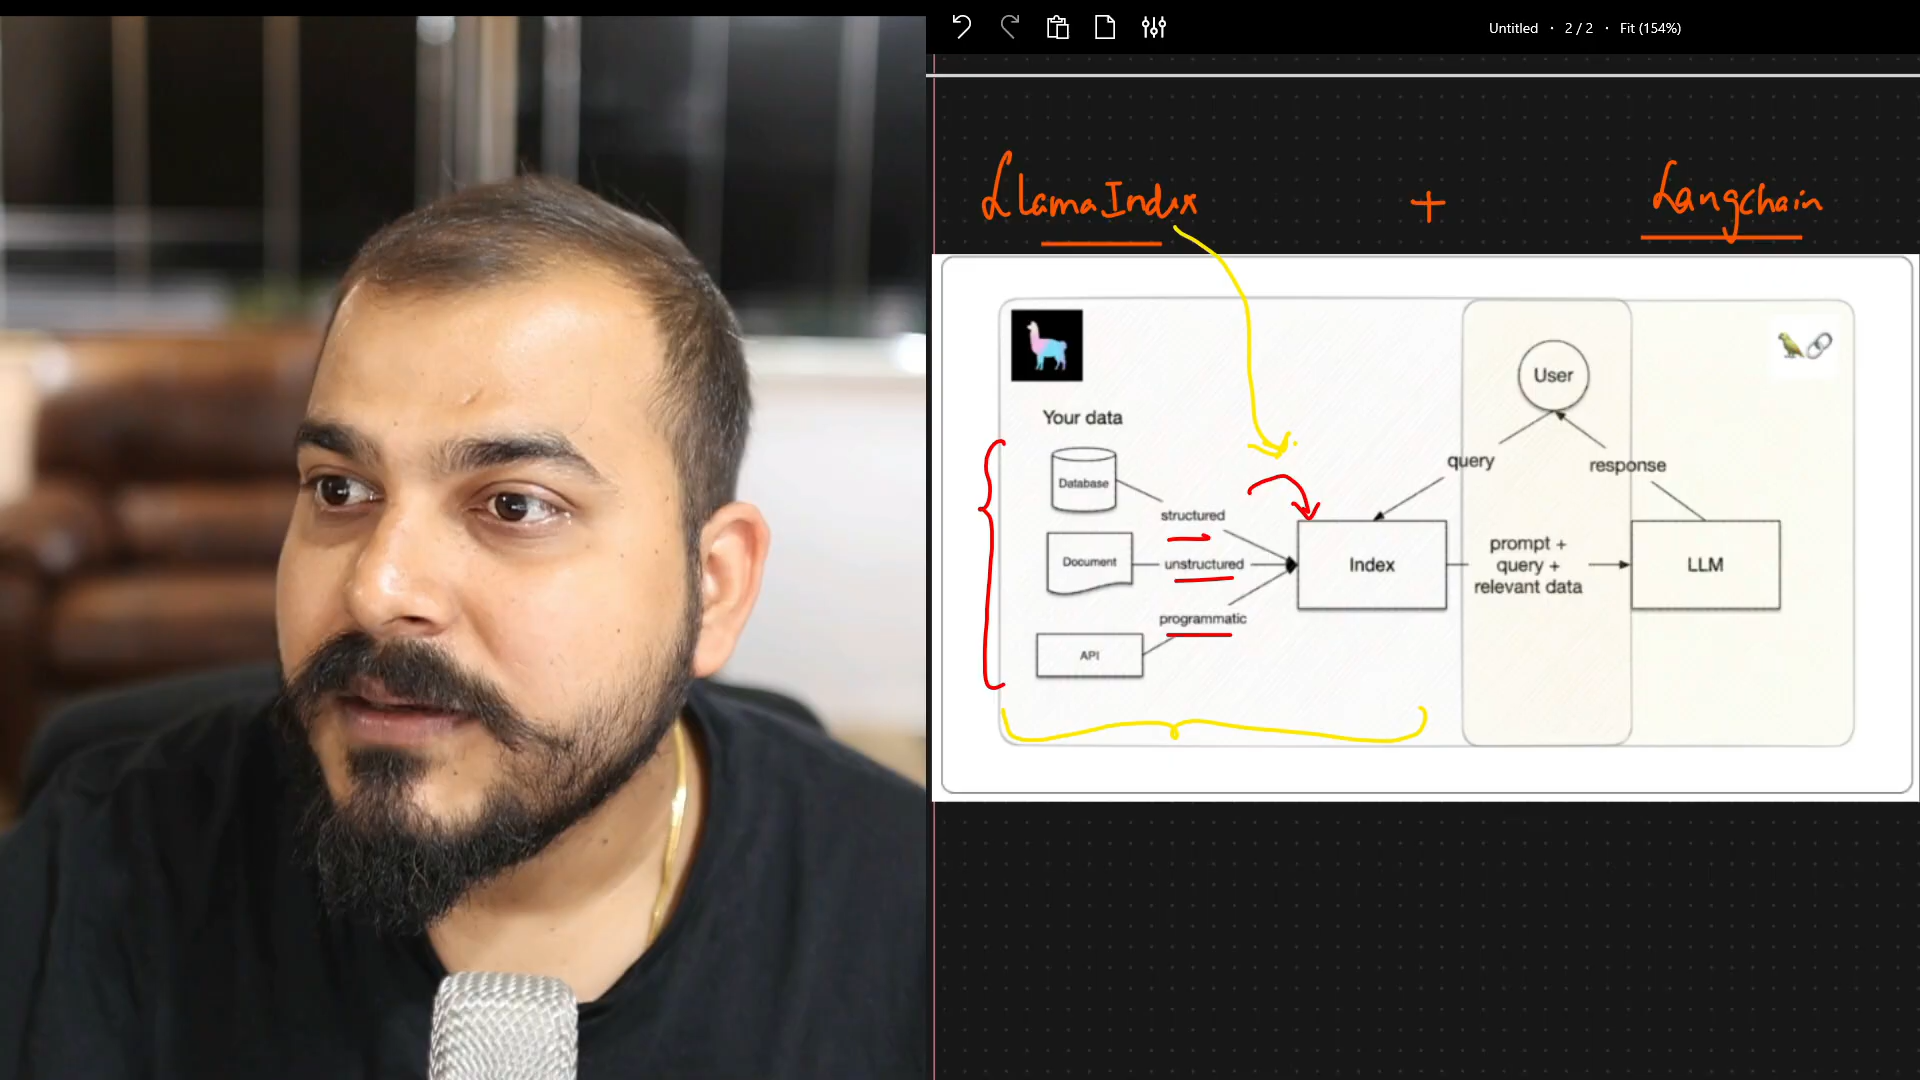 Untitled · 2 / 2 · Fit (154%)
LlamaIndex + Langchain
User
Your data
query
response
Database
structured
prompt +
Document
unstructured
Index
query +
LLM
relevant data
programmatic
API